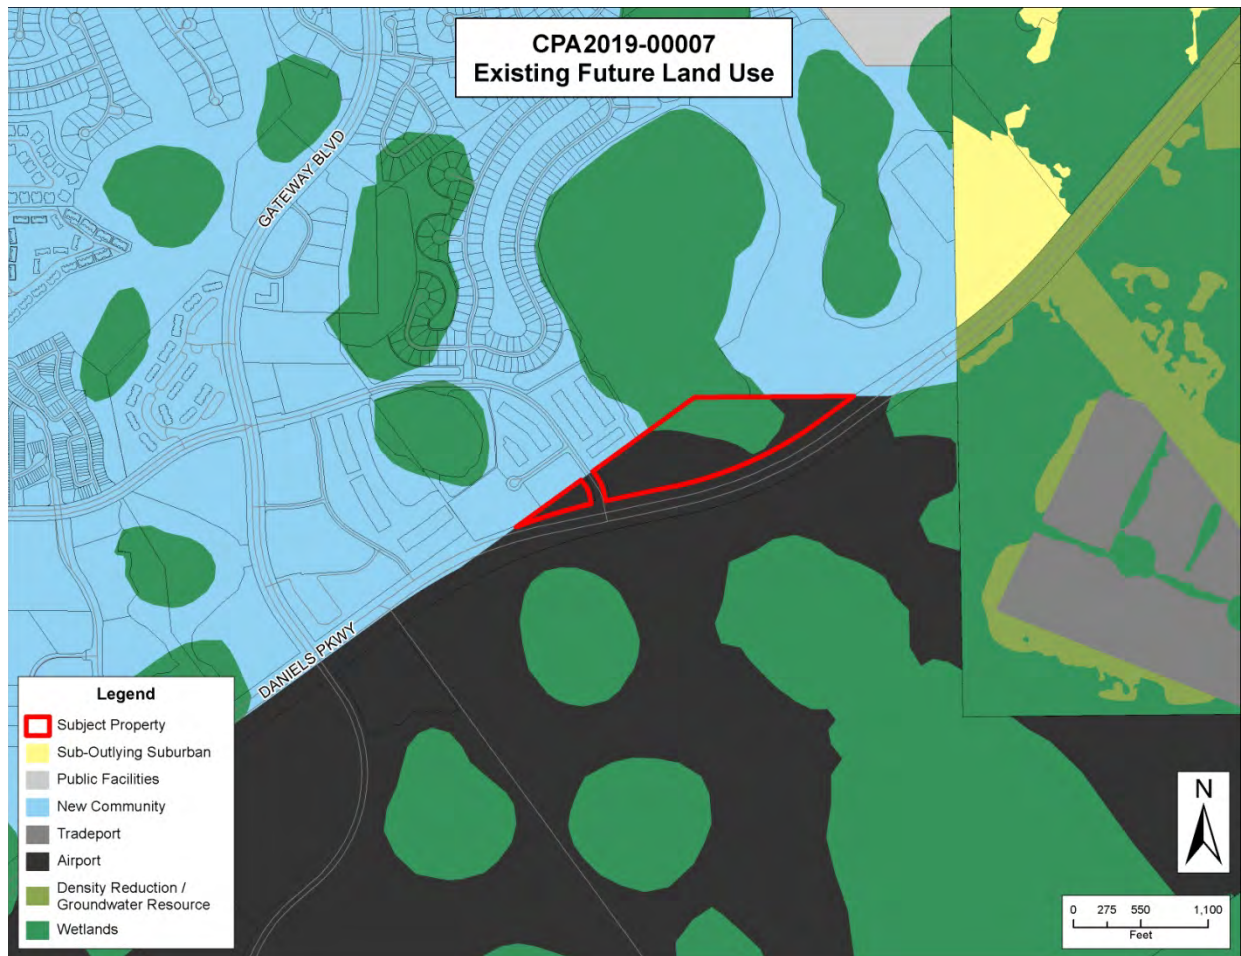 CPA2019-00007
Existing Future Land Use
GATEWAY BLVD
DANIELS PKWY
Legend
Subject Property
Sub-Outlying Suburban
Public Facilities
New Community
Tradeport
Airport
Density Reduction /
Groundwater Resource
Wetlands
N
0 275 550 1,100
Feet